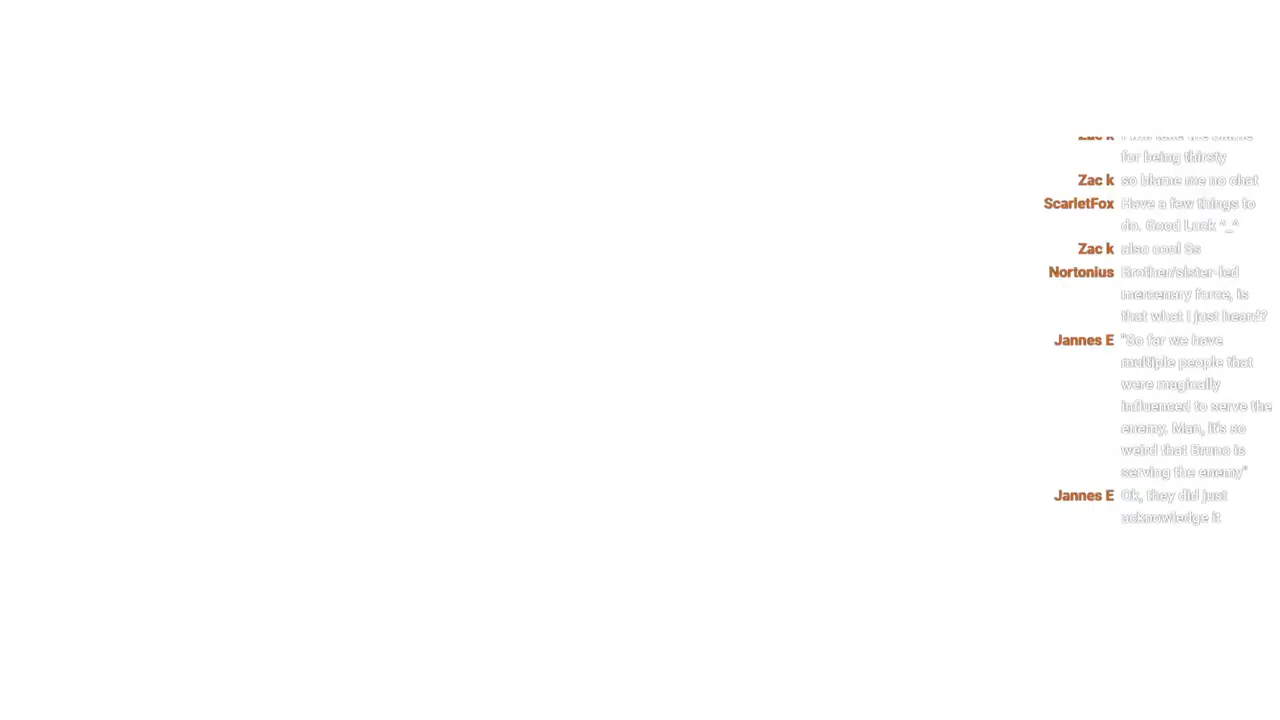 Zac k
for being thirsty
Zac k so blame me no chat
ScarletFox Have a few things to
do. Good Luck ^_^
Zac k also cool Ss
Nortonius Brother/sister-led
mercenary force, is
that what I just heard?
Jannes E "So far we have
multiple people that
were magically
influenced to serve the
enemy. Man, it's so
weird that Bruno is
serving the enemy"
Jannes E Ok, they did just
acknowledge it